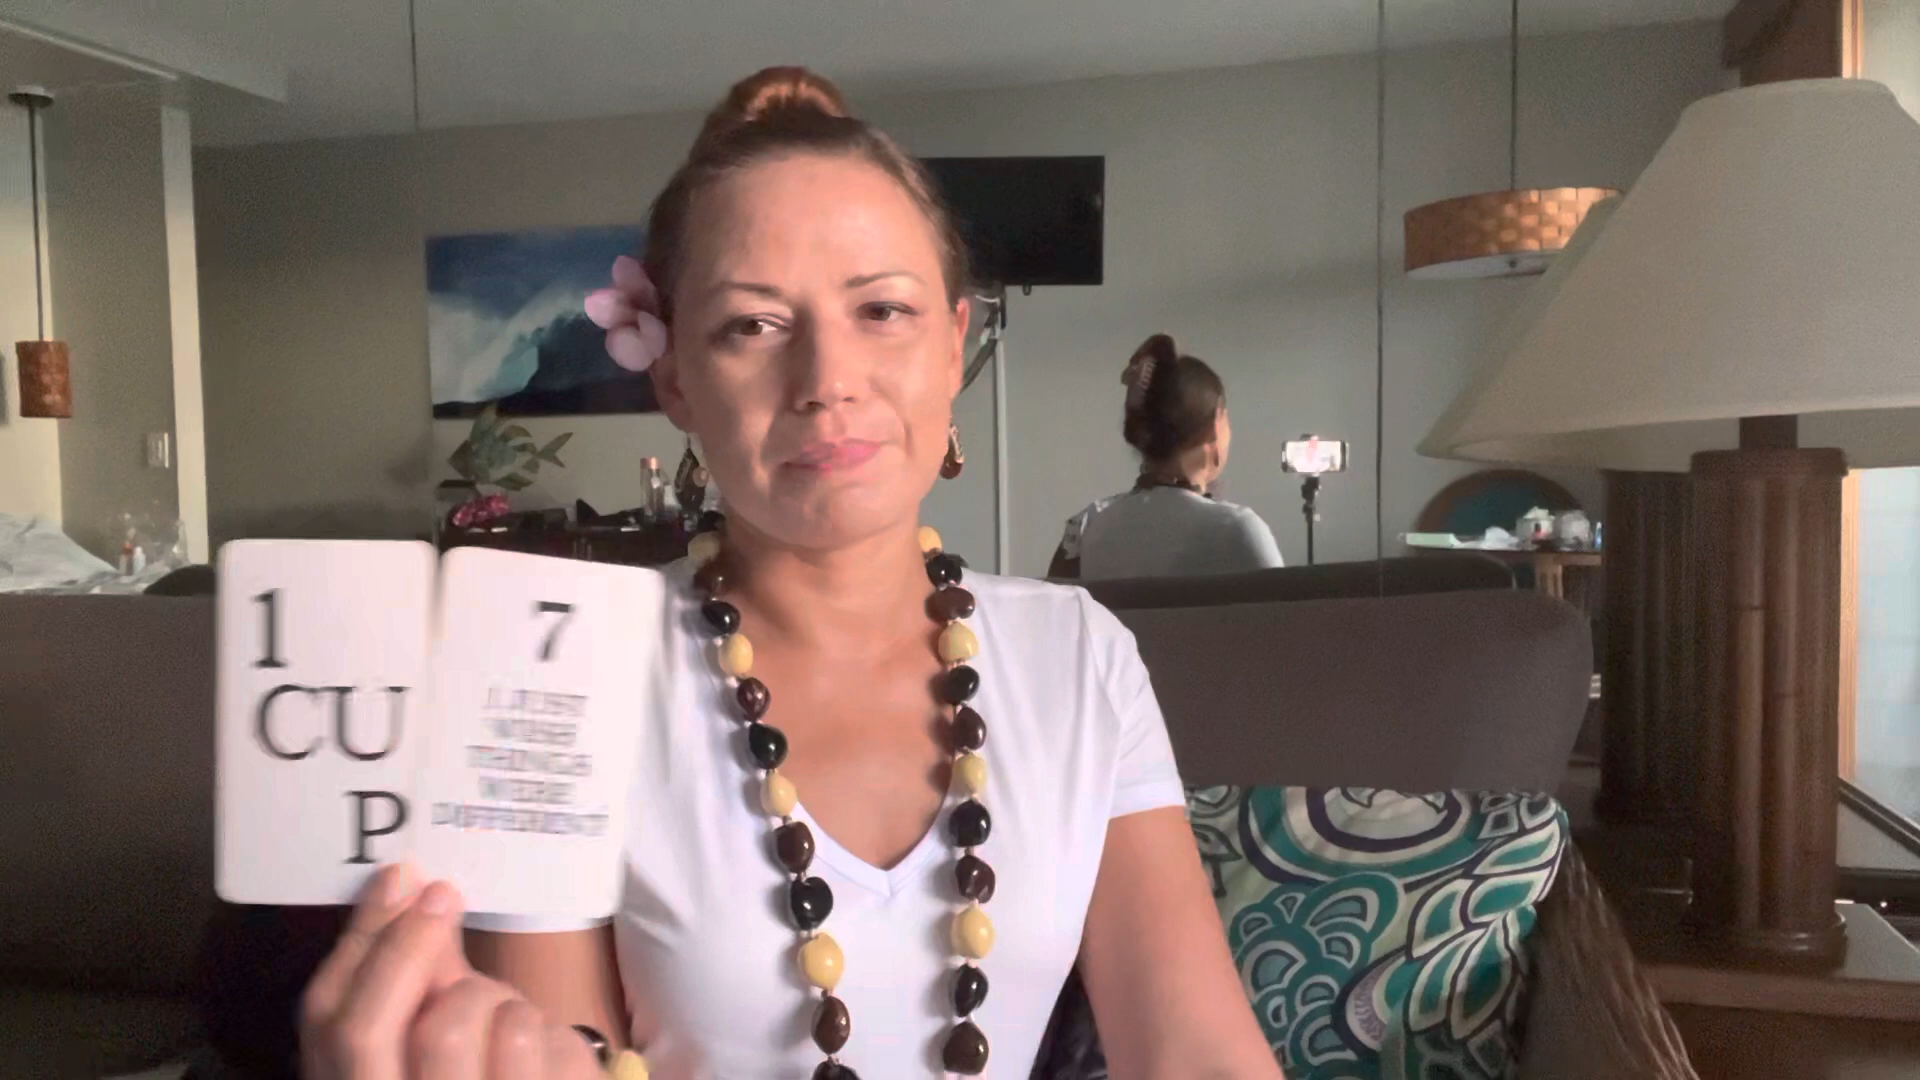 1
CU
P
7
I JUST
WISH
THINGS
WERE
DIFFERENT